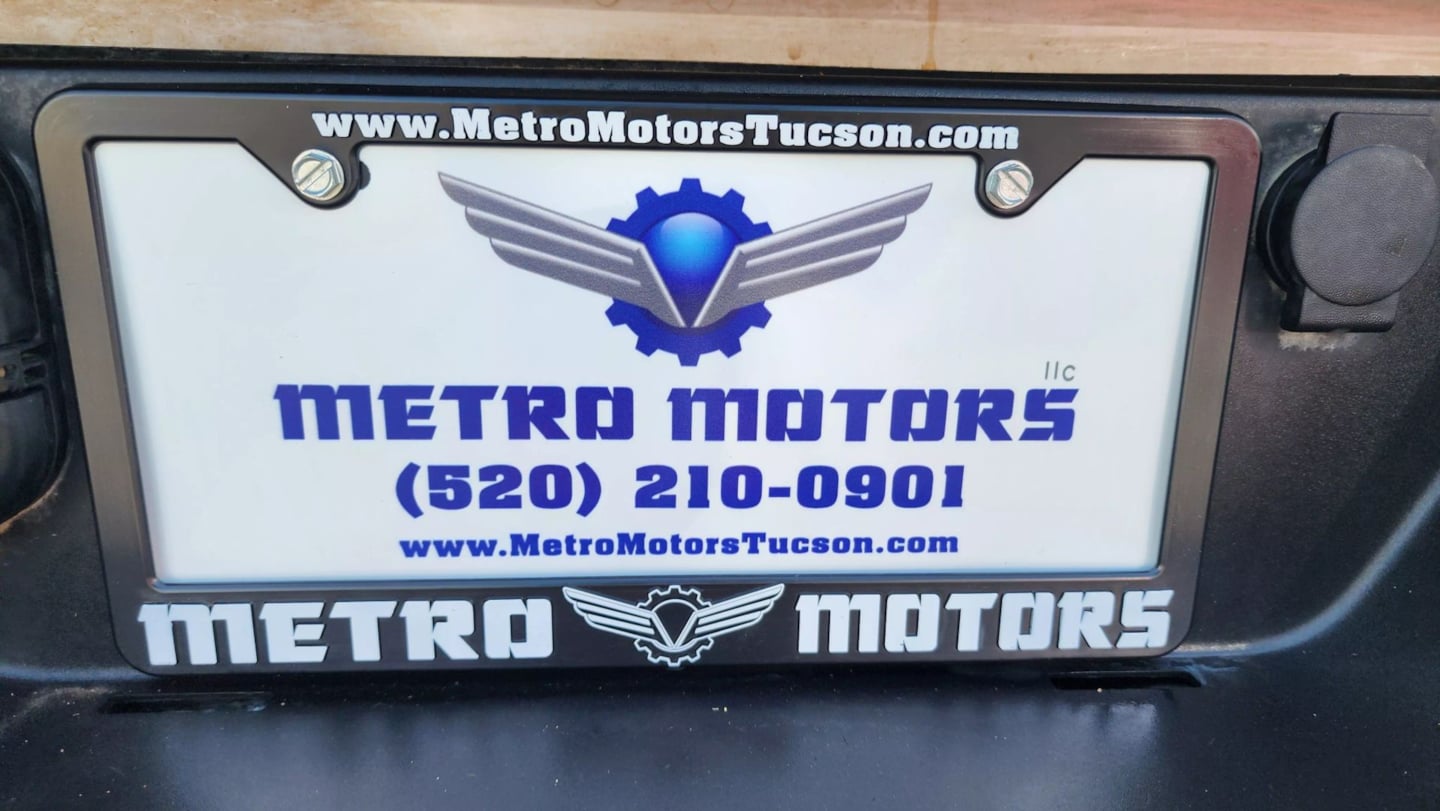 www.MetroMotorsTucson.com
llc
METRO MOTORS
(520) 210-0901
www.MetroMotorsTucson.com
METRO MOTORS